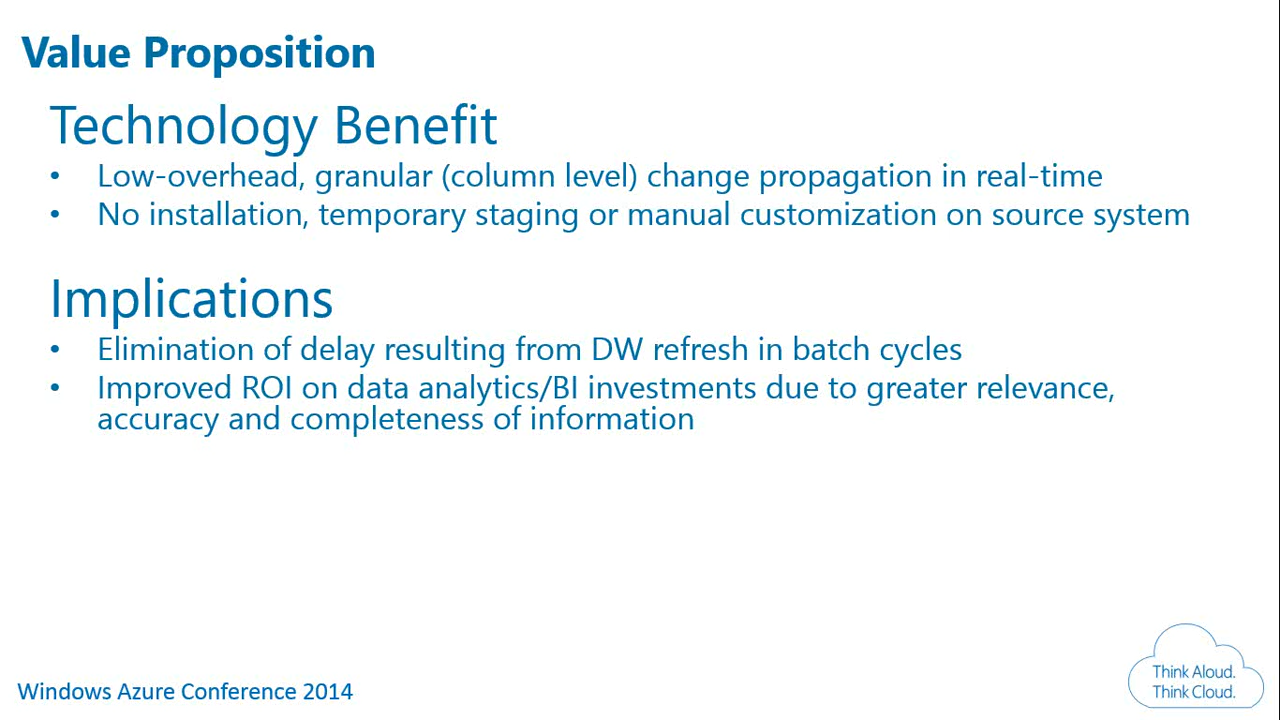 Value Proposition
Technology Benefit
• Low-overhead, granular (column level) change propagation in real-time
• No installation, temporary staging or manual customization on source system
Implications
• Elimination of delay resulting from DW refresh in batch cycles
• Improved ROI on data analytics/BI investments due to greater relevance,
accuracy and completeness of information
Windows Azure Conference 2014
Think Aloud.
Think Cloud.